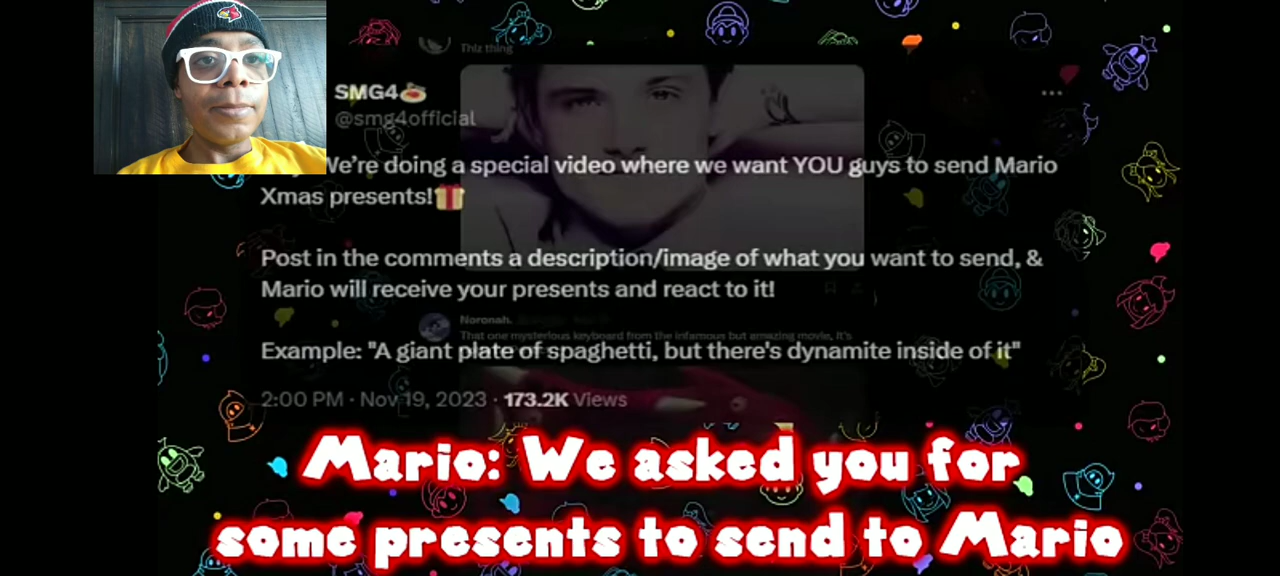 Thiz thing
SMG4
@smg4official
We're doing a special video where we want YOU guys to send Mario
Xmas presents!🎁
Post in the comments a description/image of what you want to send, &
Mario will receive your presents and react to it!
Noronah.
That one mysterious keyboard from the infamous but amazing movie, It's
Example: "A giant plate of spaghetti, but there's dynamite inside of it"
2:00 PM · Nov 19, 2023 · 173.2K Views
Mario: We asked you for
some presents to send to Mario